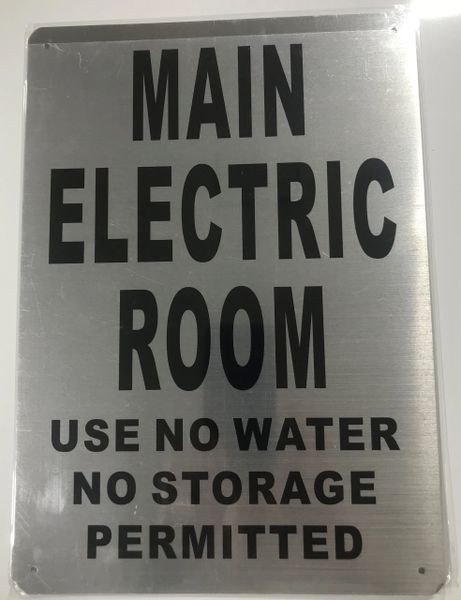 MAIN
ELECTRIC
ROOM
USE NO WATER
NO STORAGE
PERMITTED